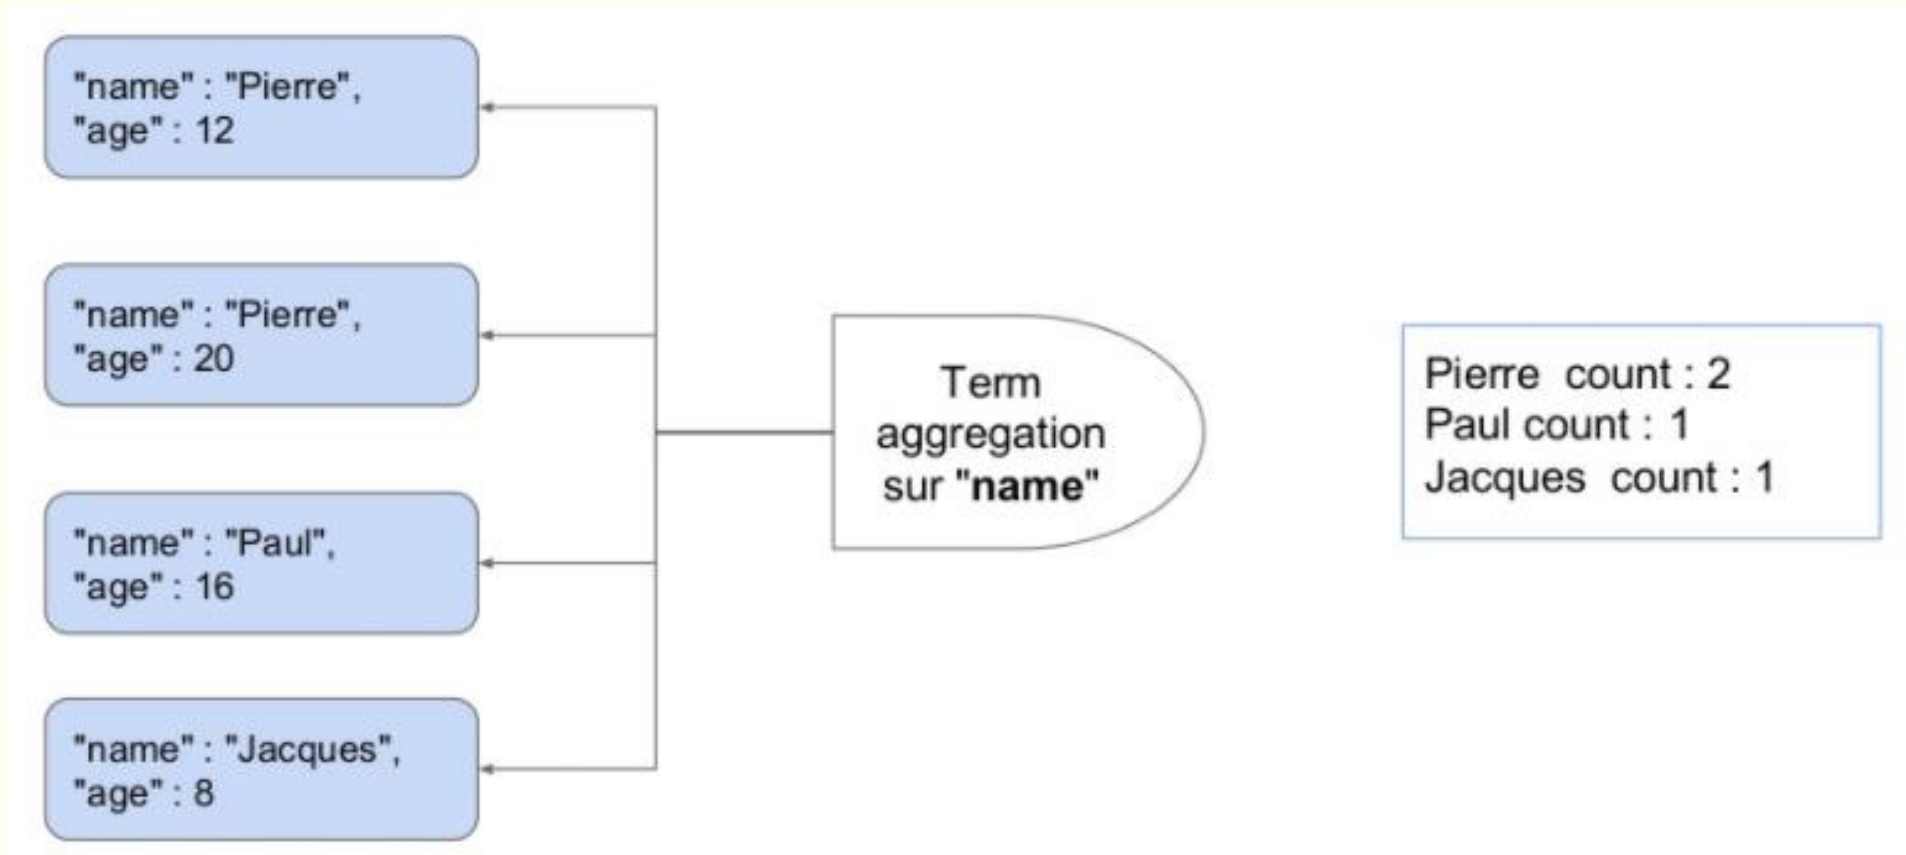 "name" : "Pierre",
"age" : 12
"name" : "Pierre",
"age" : 20
"name" : "Paul",
"age" : 16
"name" : "Jacques",
"age" : 8
Term
aggregation
sur "name"
Pierre  count : 2
Paul count : 1
Jacques  count : 1